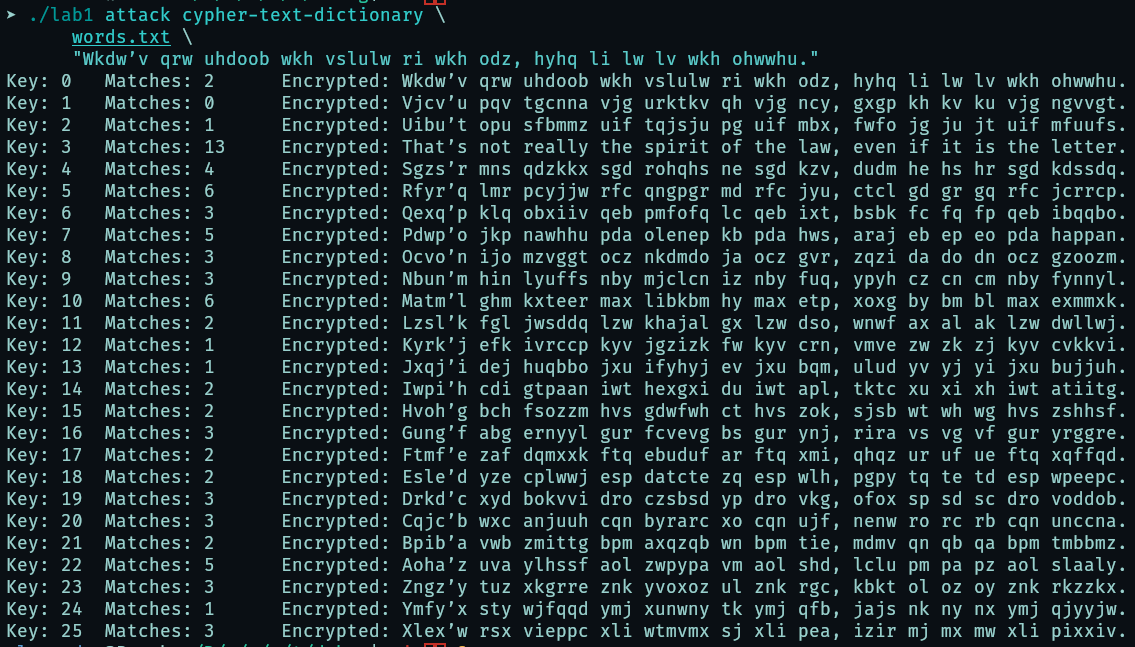 ➤ ./lab1 attack cypher-text-dictionary \
words.txt \
"Wkdw’v qrw uhdoob wkh vslulw ri wkh odz, hyhq li lw lv wkh ohwwhu."
Key: 0 Matches: 2 Encrypted: Wkdw’v qrw uhdoob wkh vslulw ri wkh odz, hyhq li lw lv wkh ohwwhu.
Key: 1 Matches: 0 Encrypted: Vjcv’u pqv tgcnna vjg urktkv qh vjg ncy, gxgp kh kv ku vjg ngvvgt.
Key: 2 Matches: 1 Encrypted: Uibu’t opu sfbmmz uif tqjsju pg uif mbx, fwfo jg ju jt uif mfuufs.
Key: 3 Matches: 13 Encrypted: That’s not really the spirit of the law, even if it is the letter.
Key: 4 Matches: 4 Encrypted: Sgzs’r mns qdzkkx sgd rohqhs ne sgd kzv, dudm he hs hr sgd kdssdq.
Key: 5 Matches: 6 Encrypted: Rfyr’q lmr pcyjjw rfc qngpgr md rfc jyu, ctcl gd gr gq rfc jcrrcp.
Key: 6 Matches: 3 Encrypted: Qexq’p klq obxiiv qeb pmfofq lc qeb ixt, bsbk fc fq fp qeb ibqqbo.
Key: 7 Matches: 5 Encrypted: Pdwp’o jkp nawhhu pda olenep kb pda hws, araj eb ep eo pda happan.
Key: 8 Matches: 3 Encrypted: Ocvo’n ijo mzvggt ocz nkdmdo ja ocz gvr, zqzi da do dn ocz gzoozm.
Key: 9 Matches: 3 Encrypted: Nbun’m hin lyuffs nby mjclcn iz nby fuq, ypyh cz cn cm nby fynnyl.
Key: 10 Matches: 6 Encrypted: Matm’l ghm kxteer max libkbm hy max etp, xoxg by bm bl max exmmxk.
Key: 11 Matches: 2 Encrypted: Lzsl’k fgl jwsddq lzw khajal gx lzw dso, wnwf ax al ak lzw dwllwj.
Key: 12 Matches: 1 Encrypted: Kyrk’j efk ivrccp kyv jgzizk fw kyv crn, vmve zw zk zj kyv cvkkvi.
Key: 13 Matches: 1 Encrypted: Jxqj’i dej huqbbo jxu ifyhyj ev jxu bqm, ulud yv yj yi jxu bujjuh.
Key: 14 Matches: 2 Encrypted: Iwpi’h cdi gtpaan iwt hexgxi du iwt apl, tktc xu xi xh iwt atiitg.
Key: 15 Matches: 2 Encrypted: Hvoh’g bch fsozzm hvs gdwfwh ct hvs zok, sjsb wt wh wg hvs zshhsf.
Key: 16 Matches: 3 Encrypted: Gung’f abg ernyyl gur fcvevg bs gur ynj, rira vs vg vf gur yrggre.
Key: 17 Matches: 2 Encrypted: Ftmf’e zaf dqmxxk ftq ebuduf ar ftq xmi, qhqz ur uf ue ftq xqffqd.
Key: 18 Matches: 2 Encrypted: Esle’d yze cplwwj esp datcte zq esp wlh, pgpy tq te td esp wpeepc.
Key: 19 Matches: 3 Encrypted: Drkd’c xyd bokvvi dro czsbsd yp dro vkg, ofox sp sd sc dro voddob.
Key: 20 Matches: 3 Encrypted: Cqjc’b wxc anjuuh cqn byrarc xo cqn ujf, nenw ro rc rb cqn unccna.
Key: 21 Matches: 2 Encrypted: Bpib’a vwb zmittg bpm axqzqb wn bpm tie, mdmv qn qb qa bpm tmbbmz.
Key: 22 Matches: 5 Encrypted: Aoha’z uva ylhssf aol zwpypa vm aol shd, lclu pm pa pz aol slaaly.
Key: 23 Matches: 3 Encrypted: Zngz’y tuz xkgrre znk yvoxoz ul znk rgc, kbkt ol oz oy znk rkzzkx.
Key: 24 Matches: 1 Encrypted: Ymfy’x sty wjfqqd ymj xunwny tk ymj qfb, jajs nk ny nx ymj qjyyjw.
Key: 25 Matches: 3 Encrypted: Xlex’w rsx vieppc xli wtmvmx sj xli pea, izir mj mx mw xli pixxiv.